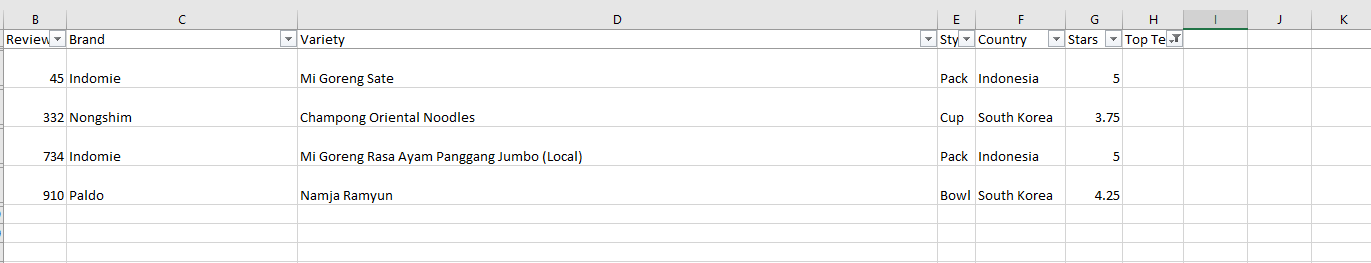 B C D E F G H I J K
Review Brand Variety Sty Country Stars Top Te
45 Indomie Mi Goreng Sate Pack Indonesia 5
332 Nongshim Champong Oriental Noodles Cup South Korea 3.75
734 Indomie Mi Goreng Rasa Ayam Panggang Jumbo (Local) Pack Indonesia 5
910 Paldo Namja Ramyun Bowl South Korea 4.25